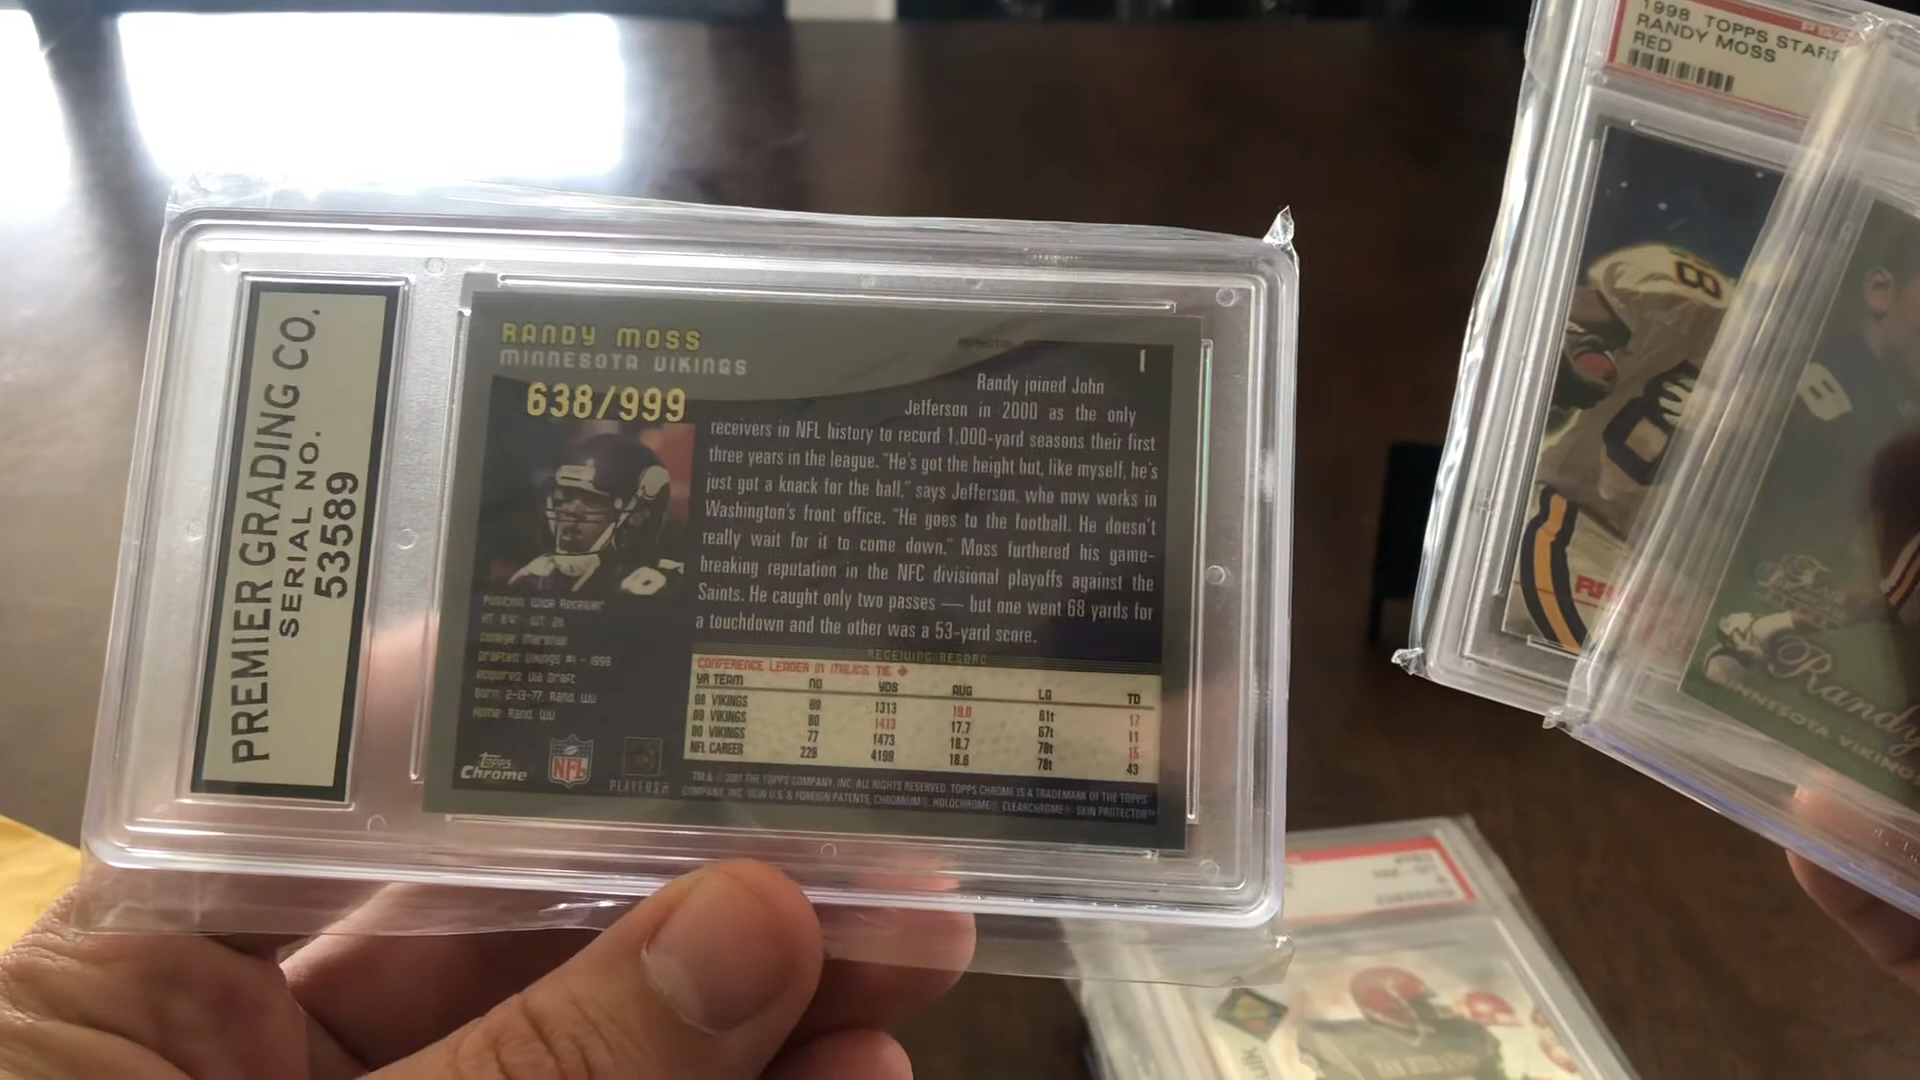 PREMIER GRADING CO.
SERIAL NO.
53589
RANDY MOSS
MINNESOTA VIKINGS
638/999
1
Randy joined John
Jefferson in 2000 as the only
receivers in NFL history to record 1,000-yard seasons their first
three years in the league. "He's got the height but, like myself, he's
just got a knack for the ball," says Jefferson, who now works in
Washington's front office. "He goes to the football. He doesn't
really wait for it to come down." Moss furthered his game-
breaking reputation in the NFC divisional playoffs against the
Saints. He caught only two passes — but one went 68 yards for
a touchdown and the other was a 53-yard score.
Position: Wide Receiver
College: Marshall
Drafted: Vikings #1 - 1998
Acquired: Via Draft
Born: 2-13-77, Rand, WV
Home: Rand, WV
RECEIVING RECORD
CONFERENCE LEADER IN ITALICS, TIE ♦
YR TEAM NO YDS AVG LG TD
98 VIKINGS 69 1313 19.0 61t 17
99 VIKINGS 80 1413 17.7 67t 11
00 VIKINGS 77 1473 18.7 78t 15
NFL CAREER 226 4199 18.6 78t 43
Topps
Chrome
NFL
PLAYERS
TM & © 2001 THE TOPPS COMPANY, INC. ALL RIGHTS RESERVED. TOPPS CHROME IS A TRADEMARK OF THE TOPPS
COMPANY, INC. U.S. & FOREIGN PATENTS, CHROMIUM® HOLOCHROME® CLEARCHROME® SKIN PROTECTOR™
1998 TOPPS STARS
RANDY MOSS
RED
8
Randy
MINNESOTA VIKINGS